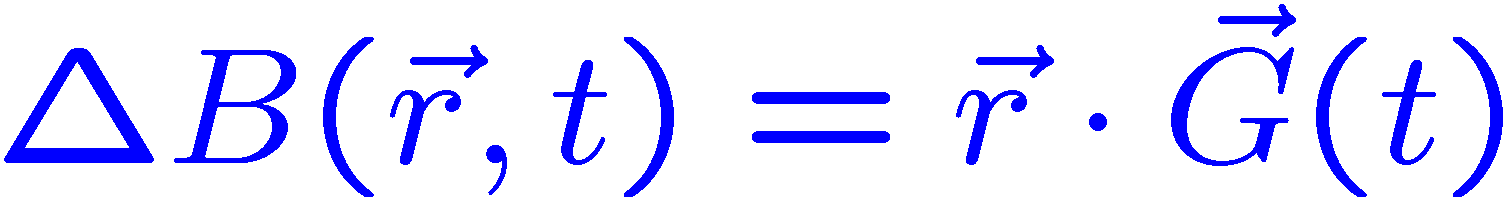 ΔB(r⃗, t) = r⃗ · G⃗(t)